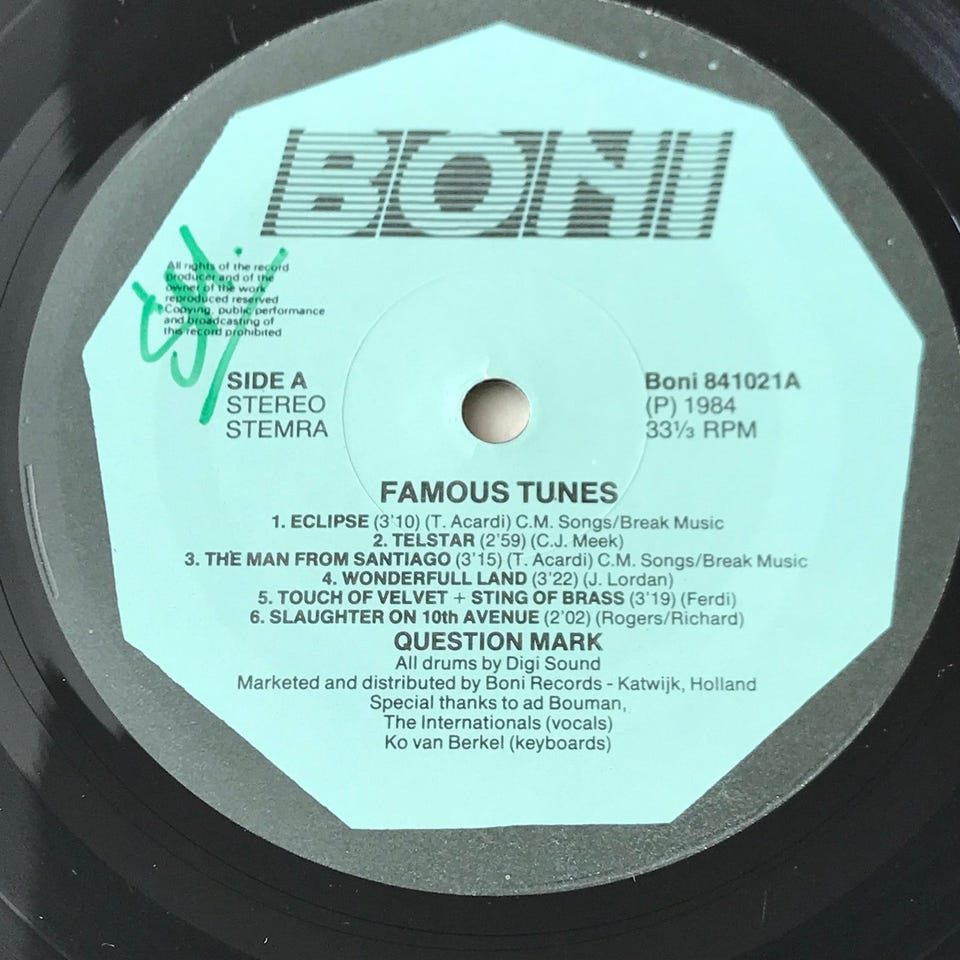 BONI
All rights of the record
producer and of the
owner of the work
reproduced reserved
Copying, public performance
and broadcasting of
this record prohibited
SIDE A
STEREO
STEMRA
Boni 841021A
(P) 1984
33⅓ RPM
FAMOUS TUNES
1. ECLIPSE (3'10) (T. Acardi) C.M. Songs/Break Music
2. TELSTAR (2'59) (C.J. Meek)
3. THE MAN FROM SANTIAGO (3'15) (T. Acardi) C.M. Songs/Break Music
4. WONDERFULL LAND (3'22) (J. Lordan)
5. TOUCH OF VELVET + STING OF BRASS (3'19) (Ferdi)
6. SLAUGHTER ON 10th AVENUE (2'02) (Rogers/Richard)
QUESTION MARK
All drums by Digi Sound
Marketed and distributed by Boni Records - Katwijk, Holland
Special thanks to ad Bouman,
The Internationals (vocals)
Ko van Berkel (keyboards)